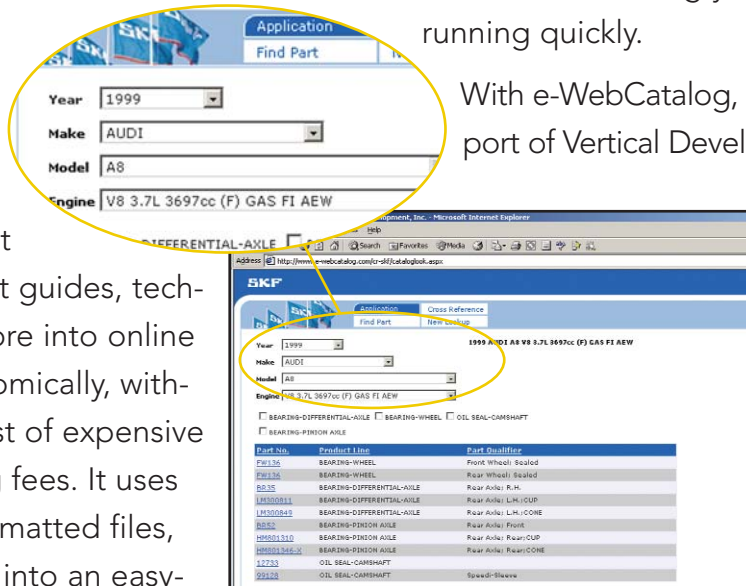 running quickly.
With e-WebCatalog,
port of Vertical Devel
Application
Find Part
Year 1999
Make AUDI
Model A8
Engine V8 3.7L 3697cc (F) GAS FI AEW
DIFFERENTIAL-AXLE
t guides, tech-
ore into online
omically, with-
st of expensive
g fees. It uses
matted files,
into an easy-
opment, Inc. - Microsoft Internet Explorer
Help
Search Favorites Media
Address http://www.e-webcatalog.com/cr-skf/cataloglook.aspx
SKF
Application Cross Reference
Find Part New Lookup
Year 1999
1999 AUDI A8 V8 3.7L 3697cc (F) GAS FI AEW
Make AUDI
Model A8
Engine V8 3.7L 3697cc (F) GAS FI AEW
BEARING-DIFFERENTIAL-AXLE BEARING-WHEEL OIL SEAL-CAMSHAFT
BEARING-PINION AXLE
Part No. Product Line Part Qualifier
FW136 BEARING-WHEEL Front Wheel; Sealed
FW136 BEARING-WHEEL Rear Wheel; Sealed
BR35 BEARING-DIFFERENTIAL-AXLE Rear Axle; R.H.
LM300811 BEARING-DIFFERENTIAL-AXLE Rear Axle; L.H.;CUP
LM300849 BEARING-DIFFERENTIAL-AXLE Rear Axle; L.H.;CONE
BR52 BEARING-PINION AXLE Rear Axle; Front
HM801310 BEARING-PINION AXLE Rear Axle; Rear;CUP
HM801346-X BEARING-PINION AXLE Rear Axle; Rear;CONE
12733 OIL SEAL-CAMSHAFT
99128 OIL SEAL-CAMSHAFT Speedi-Sleeve